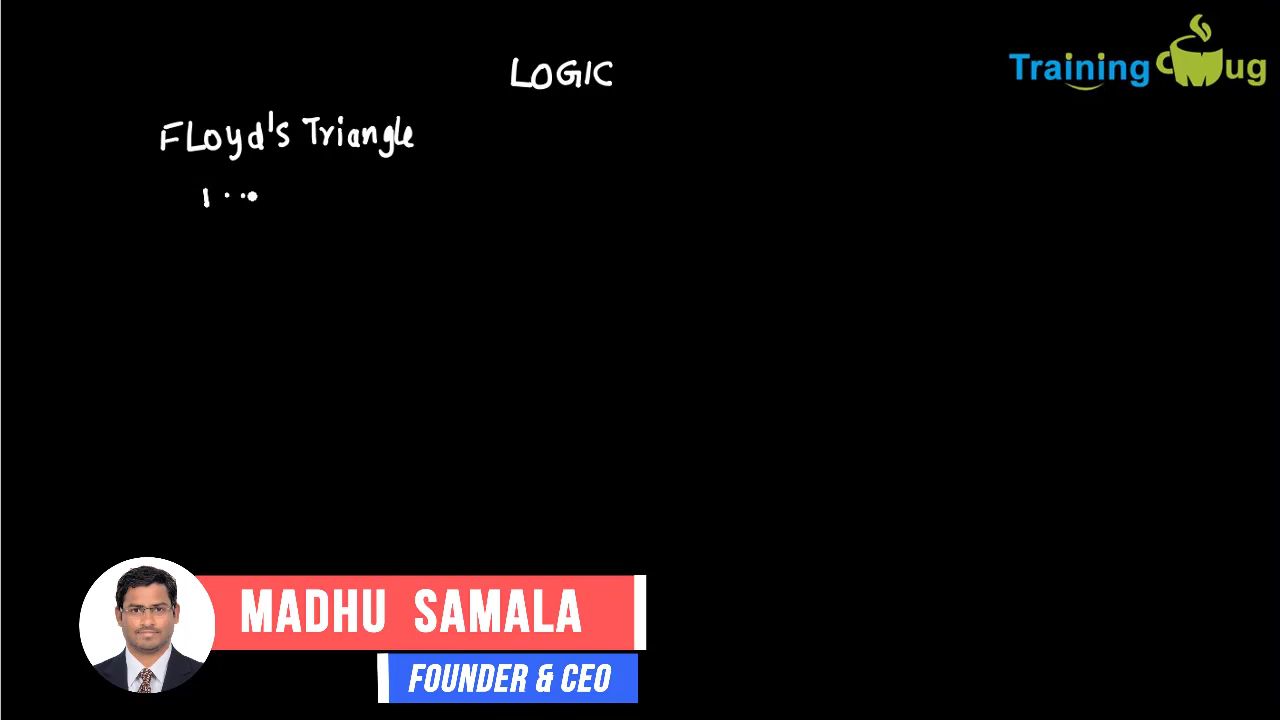 LOGIC
Training Mug
FLoyd's Triangle
1 ...
MADHU SAMALA
FOUNDER & CEO